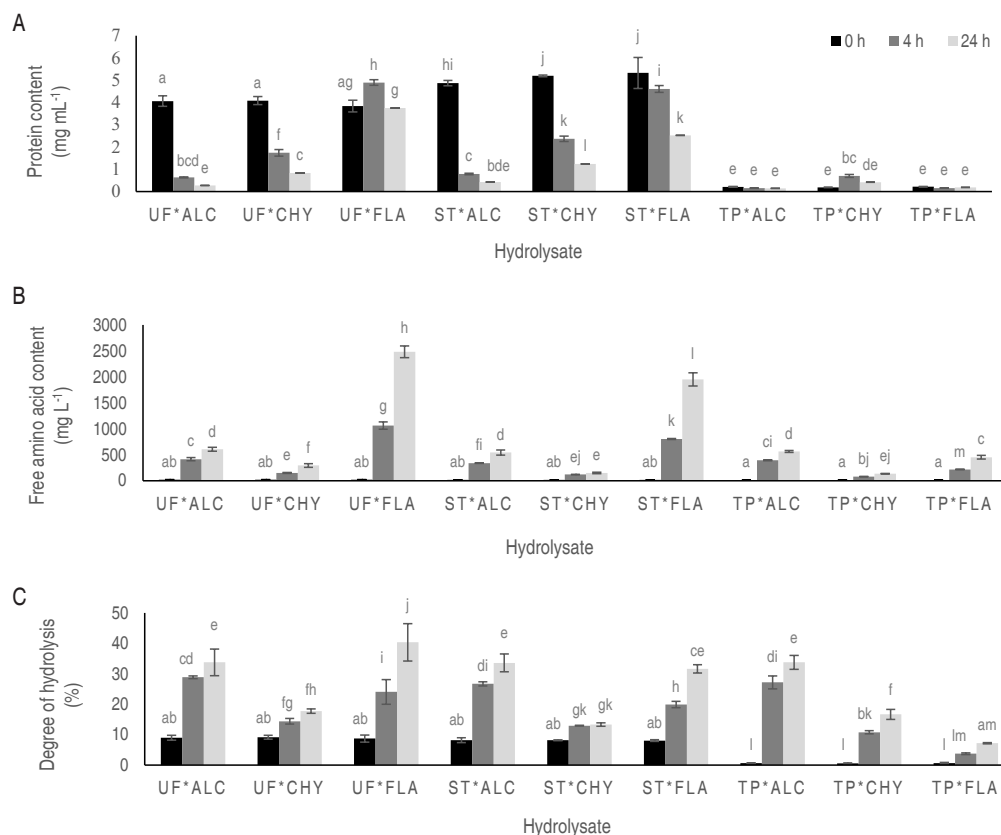 A
0 h 4 h 24 h
Protein content
(mg mL-1)
7
6
5
4
3
2
1
0
a bcd e a f c ag h g hi c bde j k l j i k e e e e bc de e e e
UF*ALC UF*CHY UF*FLA ST*ALC ST*CHY ST*FLA TP*ALC TP*CHY TP*FLA
Hydrolysate
B
Free amino acid content
(mg L-1)
3000
2500
2000
1500
1000
500
0
ab c d ab e f ab g h ab fi d ab ej ej ab k l a ci d a bj ej a m c
UF*ALC UF*CHY UF*FLA ST*ALC ST*CHY ST*FLA TP*ALC TP*CHY TP*FLA
Hydrolysate
C
Degree of hydrolysis
(%)
50
40
30
20
10
0
ab cd e ab fg fh ab i j ab di e ab gk gk ab h ce l di e l bk f l lm am
UF*ALC UF*CHY UF*FLA ST*ALC ST*CHY ST*FLA TP*ALC TP*CHY TP*FLA
Hydrolysate